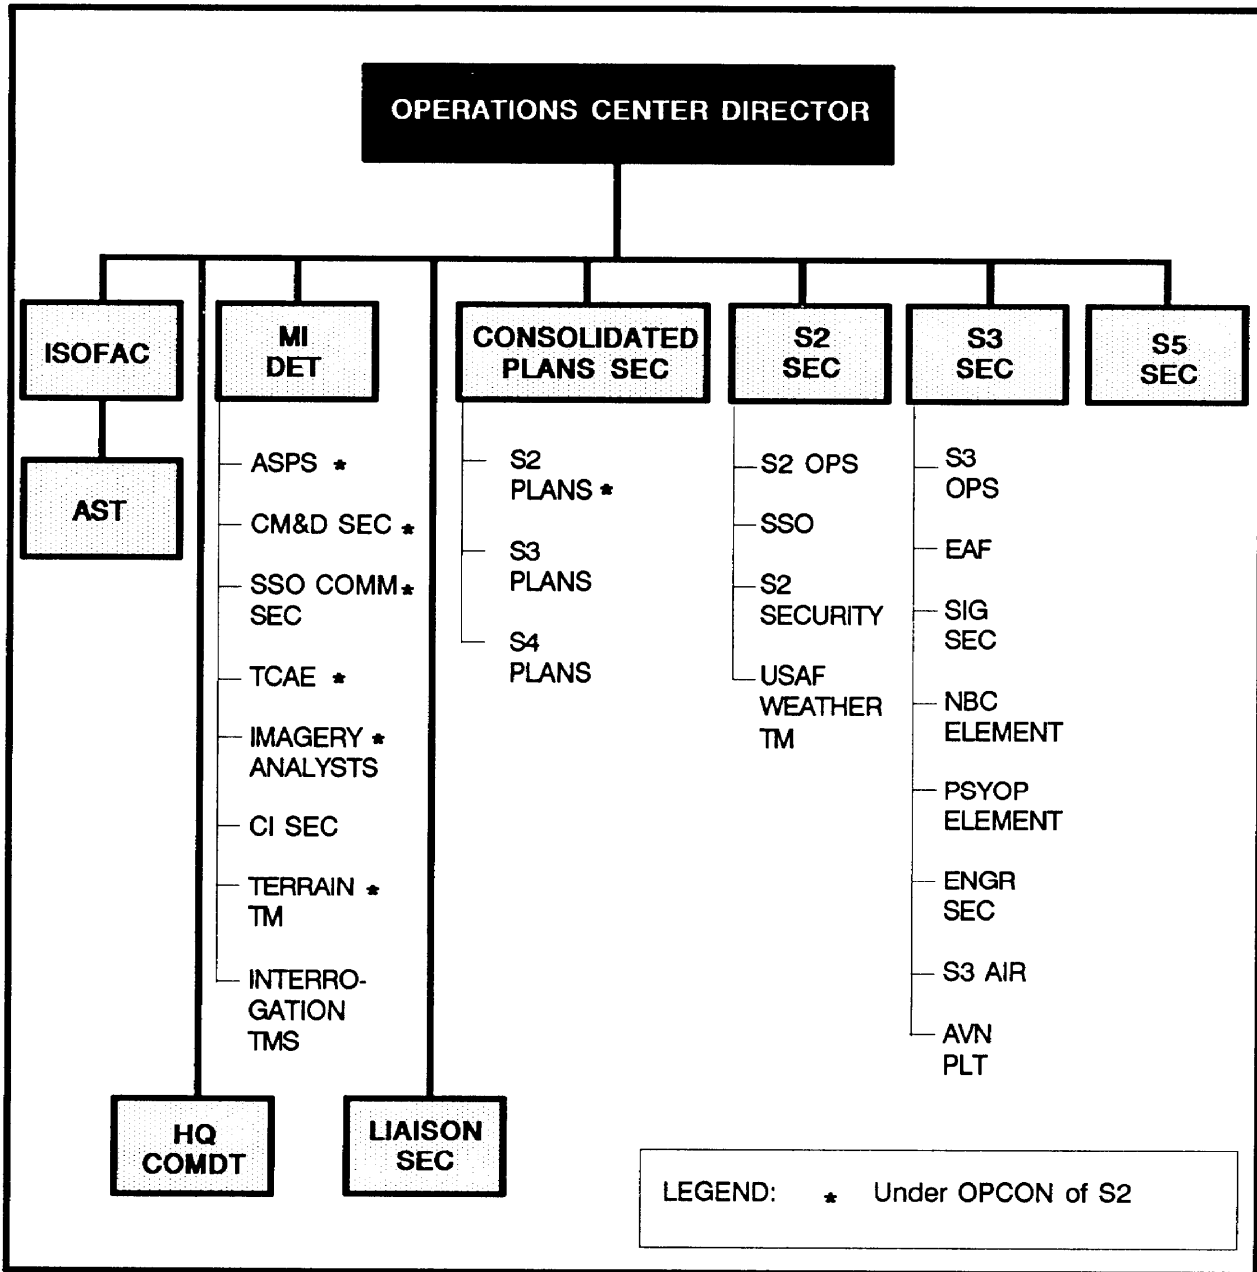 OPERATIONS CENTER DIRECTOR
ISOFAC
AST
MI
DET
ASPS *
CM&D SEC *
SSO COMM *
SEC
TCAE *
IMAGERY *
ANALYSTS
CI SEC
TERRAIN *
TM
INTERRO-
GATION
TMS
CONSOLIDATED
PLANS SEC
S2
PLANS *
S3
PLANS
S4
PLANS
S2
SEC
S2 OPS
SSO
S2
SECURITY
USAF
WEATHER
TM
S3
SEC
S3
OPS
EAF
SIG
SEC
NBC
ELEMENT
PSYOP
ELEMENT
ENGR
SEC
S3 AIR
AVN
PLT
S5
SEC
HQ
COMDT
LIAISON
SEC
LEGEND: * Under OPCON of S2